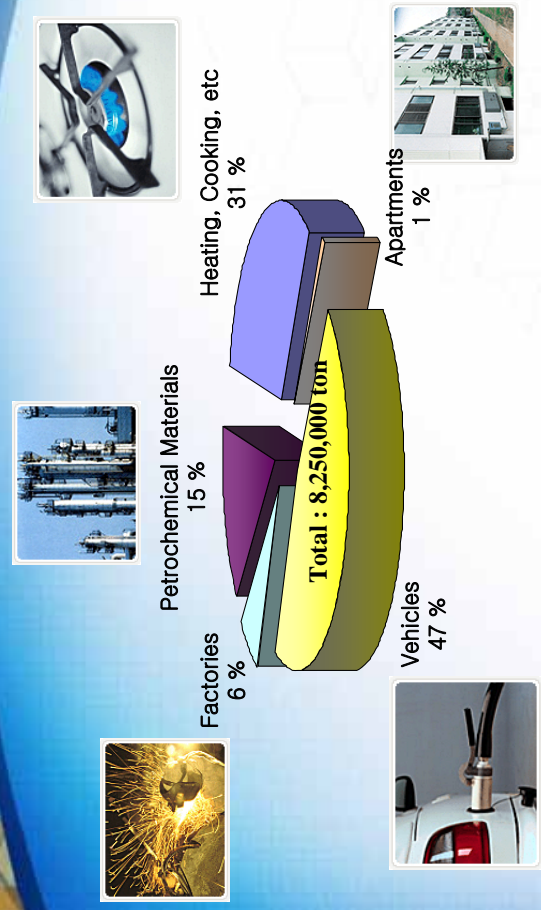 Heating, Cooking, etc
31 %
Apartments
1 %
Petrochemical Materials
15 %
Total : 8,250,000 ton
Factories
6 %
Vehicles
47 %